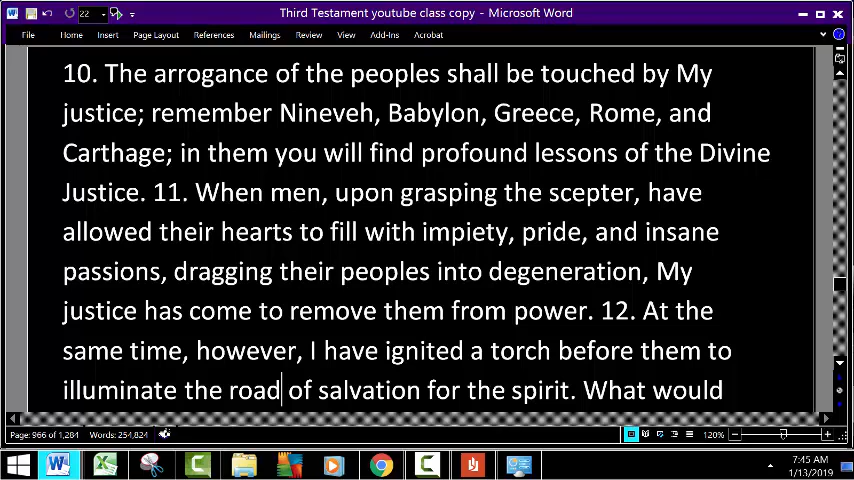 22
Third Testament youtube class copy - Microsoft Word
File Home Insert Page Layout References Mailings Review View Add-Ins Acrobat
10. The arrogance of the peoples shall be touched by My
justice; remember Nineveh, Babylon, Greece, Rome, and
Carthage; in them you will find profound lessons of the Divine
Justice. 11. When men, upon grasping the scepter, have
allowed their hearts to fill with impiety, pride, and insane
passions, dragging their peoples into degeneration, My
justice has come to remove them from power. 12. At the
same time, however, I have ignited a torch before them to
illuminate the road of salvation for the spirit. What would
Page: 966 of 1,284 Words: 254,824 120%
7:45 AM
1/13/2019